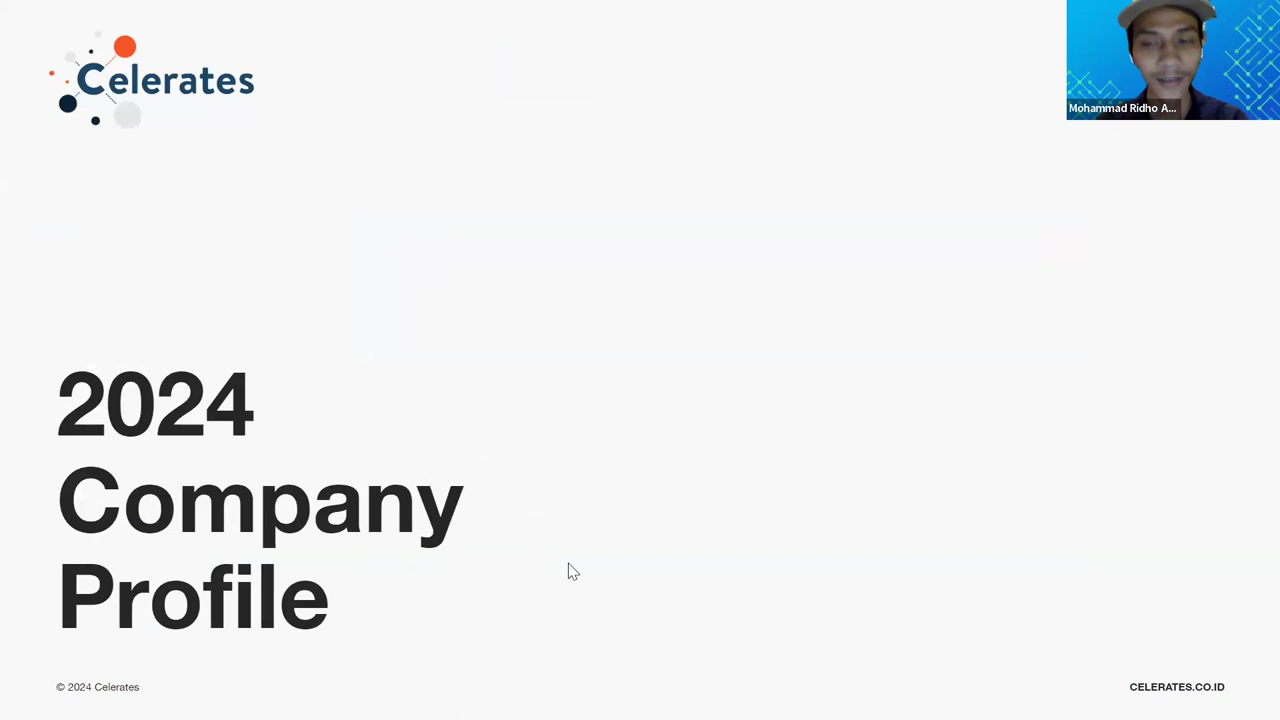 Celerates
Mohammad Ridho A...
2024
Company
Profile
© 2024 Celerates
CELERATES.CO.ID